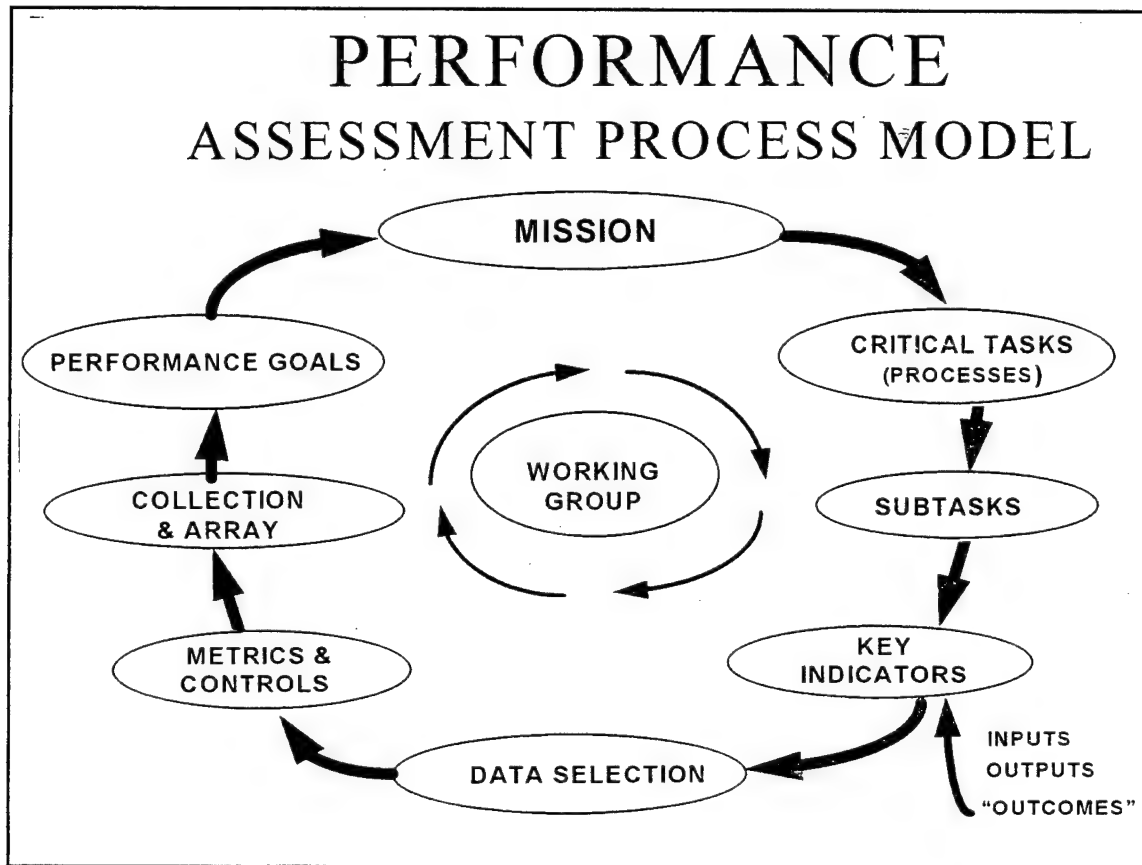 PERFORMANCE
ASSESSMENT PROCESS MODEL
MISSION
CRITICAL TASKS
(PROCESSES)
SUBTASKS
KEY
INDICATORS
INPUTS
OUTPUTS
“OUTCOMES”
DATA SELECTION
METRICS &
CONTROLS
COLLECTION
& ARRAY
PERFORMANCE GOALS
WORKING
GROUP